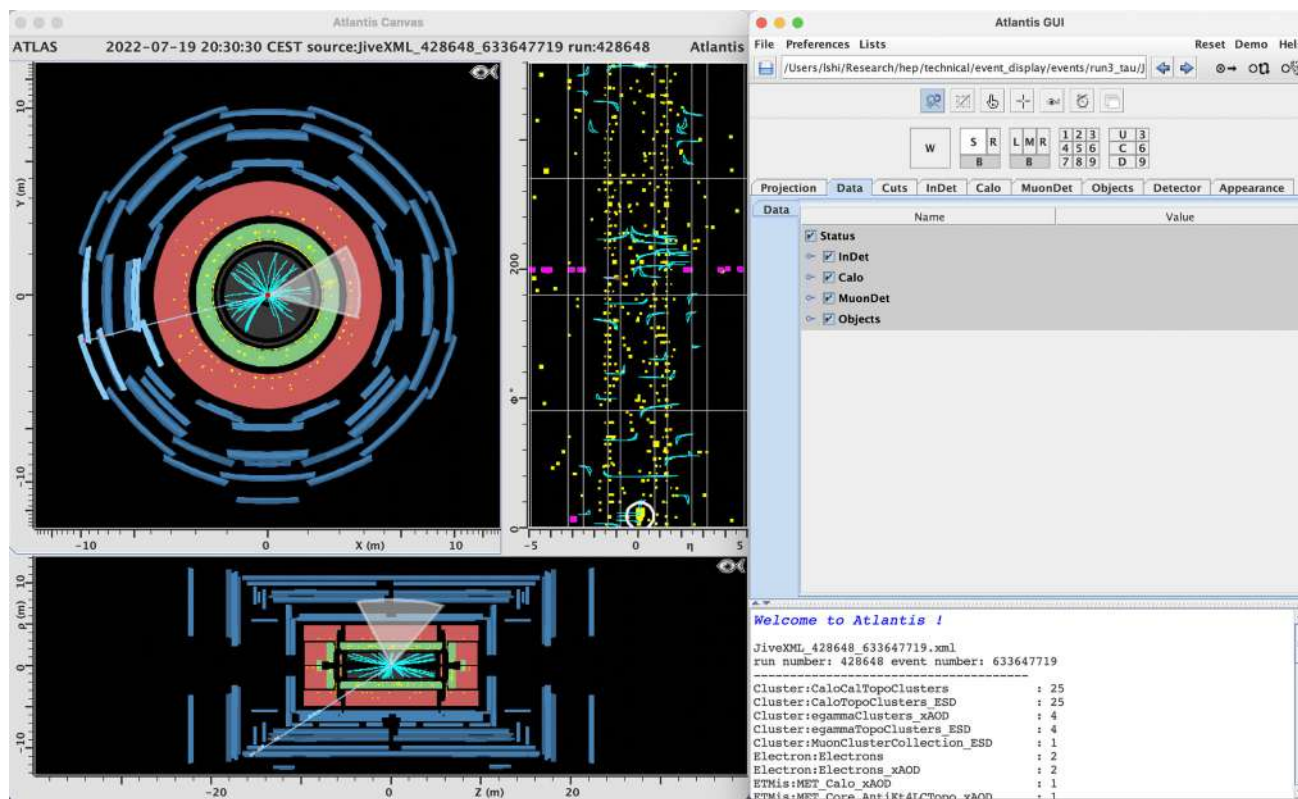 Atlantis Canvas
ATLAS 2022-07-19 20:30:30 CEST source:JiveXML_428648_633647719 run:428648 Atlantis
10
Y (m)
0
-10
-10 0 X (m) 10
200
Φ °
0
-5 0 η 5
10
ρ (m)
0
-10
-20 0 Z (m) 20
Atlantis GUI
File Preferences Lists Reset Demo Hel
/Users/lshi/Research/hep/technical/event_display/events/run3_tau/J
W S R B L M R B 1 2 3 4 5 6 7 8 9 U 3 C 6 D 9
Projection Data Cuts InDet Calo MuonDet Objects Detector Appearance
Data
Name Value
Status
InDet
Calo
MuonDet
Objects
Welcome to Atlantis !
JiveXML_428648_633647719.xml
run number: 428648 event number: 633647719
------------------------------------
Cluster:CaloCalTopoClusters : 25
Cluster:CaloTopoClusters_ESD : 25
Cluster:egammaClusters_xAOD : 4
Cluster:egammaTopoClusters_ESD : 4
Cluster:MuonClusterCollection_ESD : 1
Electron:Electrons : 2
Electron:Electrons_xAOD : 2
ETMis:MET_Calo_xAOD : 1
ETMis:MET_Core_AntiKt4LCTopo_xAOD : 1